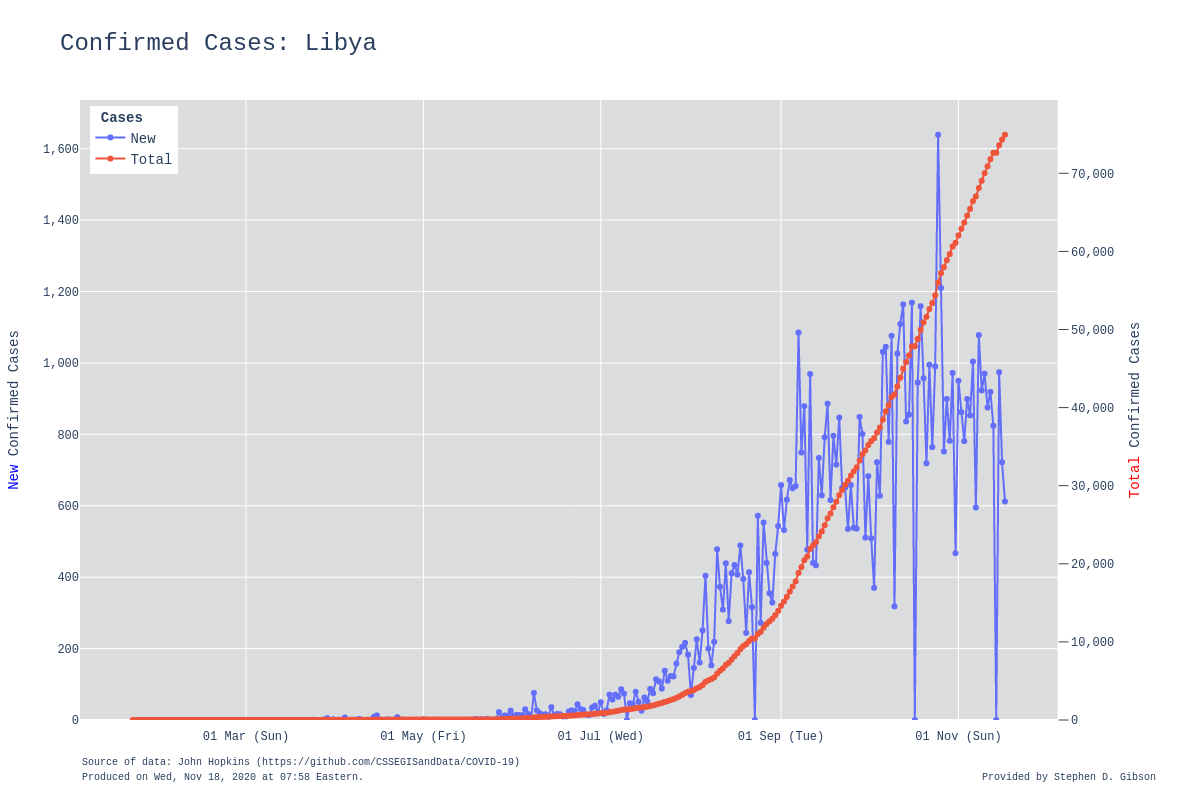 Confirmed Cases: Libya
Cases
New
Total
1,600
1,400
1,200
1,000
800
600
400
200
0
70,000
60,000
50,000
40,000
30,000
20,000
10,000
0
New Confirmed Cases
Total Confirmed Cases
01 Mar (Sun)
01 May (Fri)
01 Jul (Wed)
01 Sep (Tue)
01 Nov (Sun)
Source of data: John Hopkins (https://github.com/CSSEGISandData/COVID-19)
Produced on Wed, Nov 18, 2020 at 07:58 Eastern.
Provided by Stephen D. Gibson